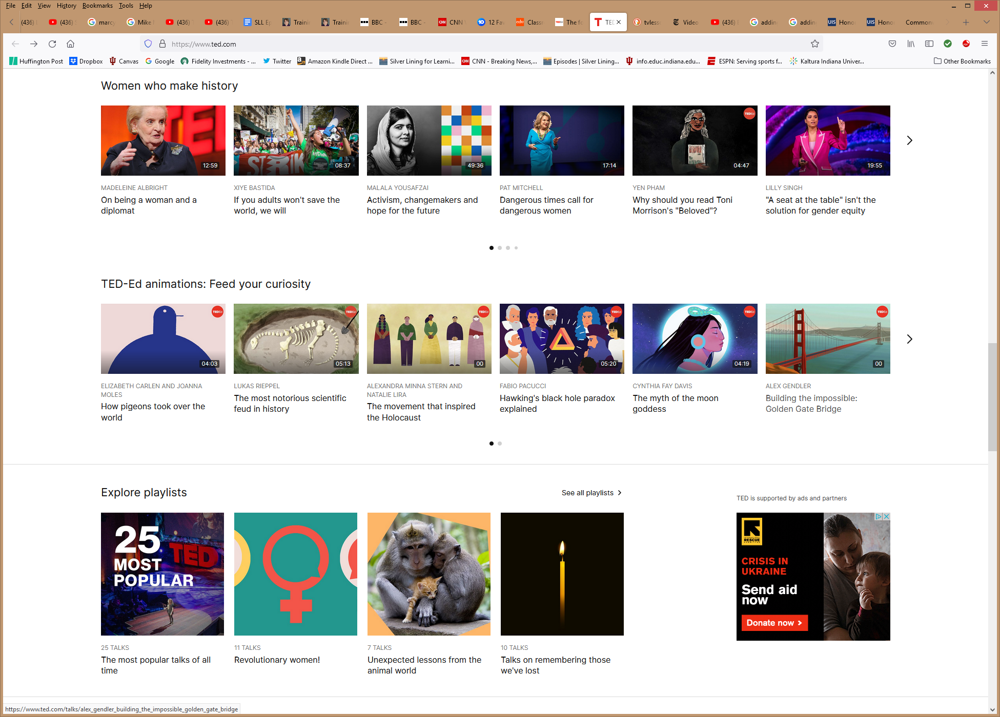 File Edit View History Bookmarks Tools Help
(436) (436) marcy Mike (436) (436) SLL Ep Trainin Trainin BBC - BBC - CNN 12 Fav Classr The fo TED tvless Video (436) addin addin Hono Hono Common
https://www.ted.com
Huffington Post Dropbox Canvas Google Fidelity Investments - ... Twitter Amazon Kindle Direct ... Silver Lining for Learni... CNN - Breaking News,... Episodes | Silver Lining... info.educ.indiana.edu... ESPN: Serving sports f... Kaltura Indiana Univer... Other Bookmarks
Women who make history
12:59 08:37 49:36 17:14 04:47 19:55
MADELEINE ALBRIGHT
On being a woman and a
diplomat
XIYE BASTIDA
If you adults won't save the
world, we will
MALALA YOUSAFZAI
Activism, changemakers and
hope for the future
PAT MITCHELL
Dangerous times call for
dangerous women
YEN PHAM
Why should you read Toni
Morrison's "Beloved"?
LILLY SINGH
"A seat at the table" isn't the
solution for gender equity
TED-Ed animations: Feed your curiosity
04:03 05:13 00 05:20 04:19 00
ELIZABETH CARLEN AND JOANNA
MOLES
How pigeons took over the
world
LUKAS RIEPPEL
The most notorious scientific
feud in history
ALEXANDRA MINNA STERN AND
NATALIE LIRA
The movement that inspired
the Holocaust
FABIO PACUCCI
Hawking's black hole paradox
explained
CYNTHIA FAY DAVIS
The myth of the moon
goddess
ALEX GENDLER
Building the impossible:
Golden Gate Bridge
Explore playlists
See all playlists
25
MOST
POPULAR
TED
25 TALKS
The most popular talks of all
time
11 TALKS
Revolutionary women!
7 TALKS
Unexpected lessons from the
animal world
10 TALKS
Talks on remembering those
we've lost
TED is supported by ads and partners
INTERNATIONAL
RESCUE
COMMITTEE
CRISIS IN
UKRAINE
Send aid
now
Donate now
https://www.ted.com/talks/alex_gendler_building_the_impossible_golden_gate_bridge